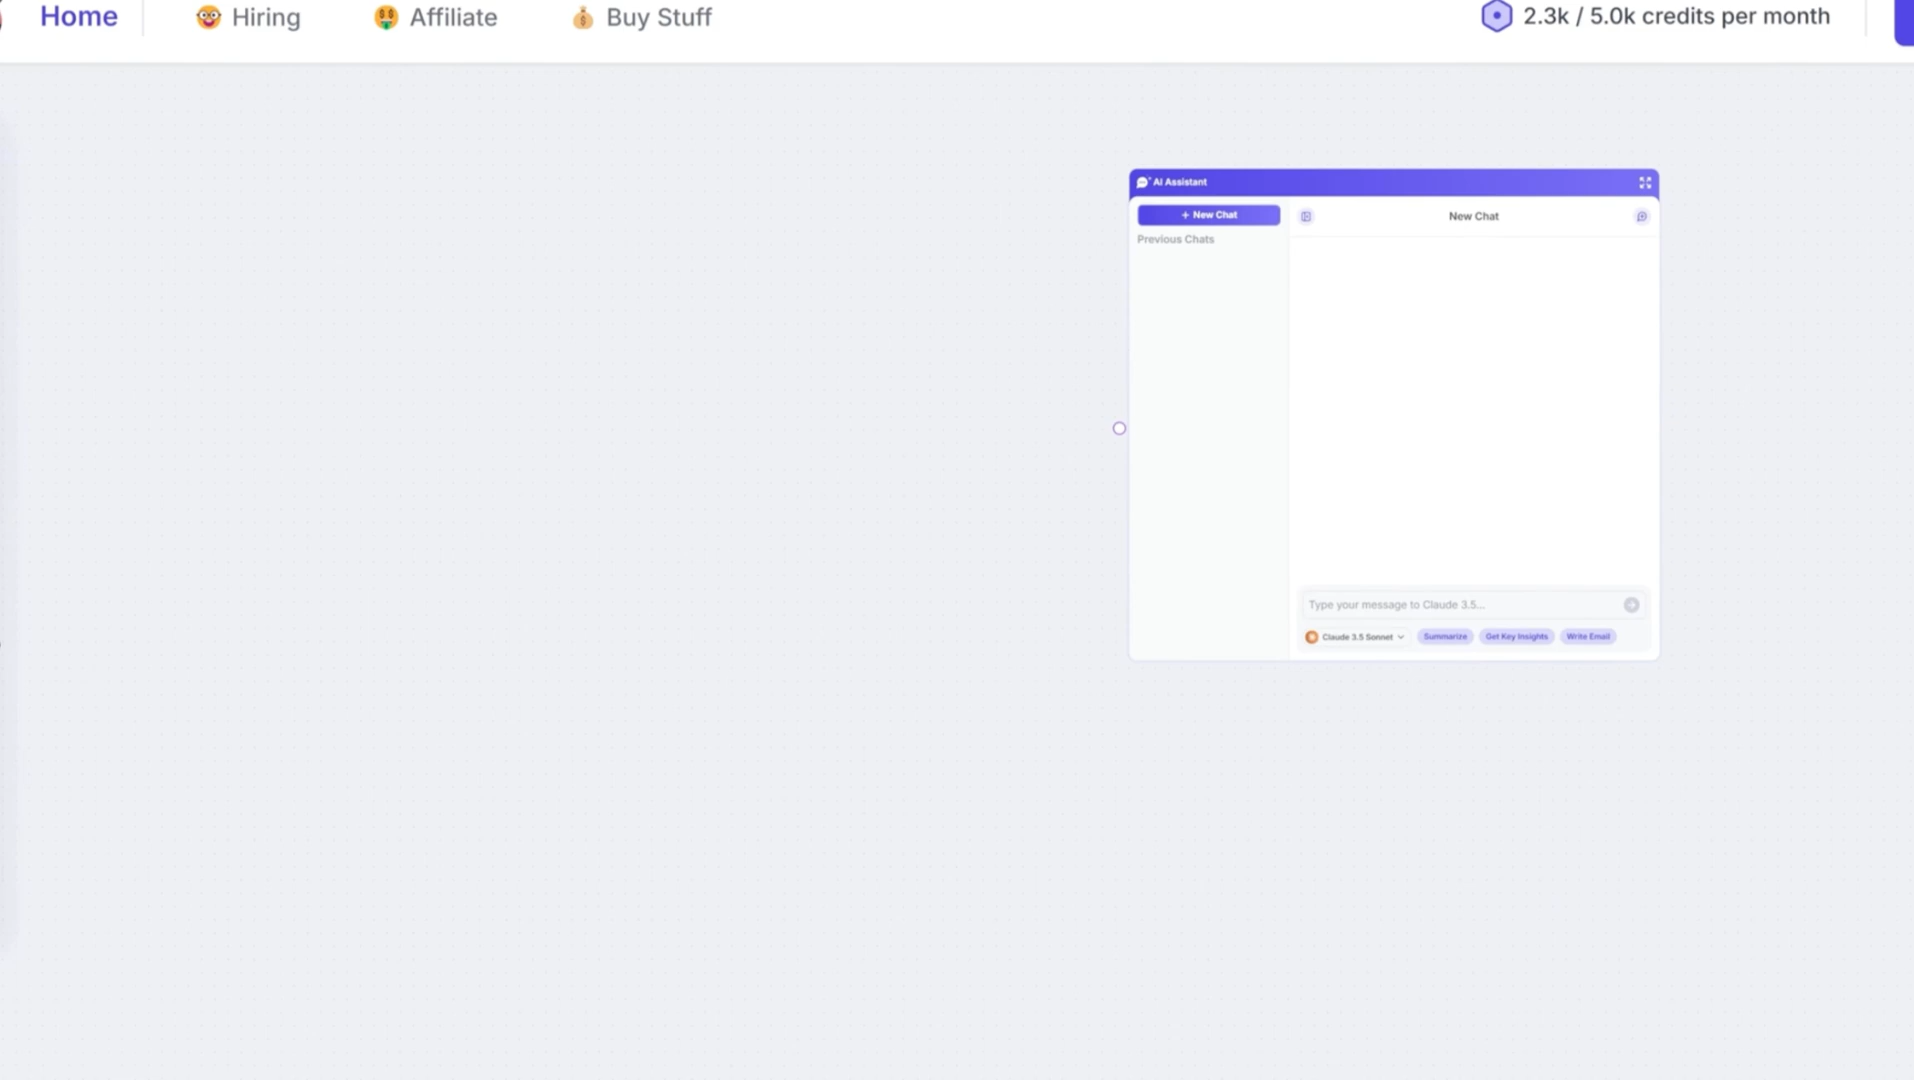 Home
Hiring
Affiliate
Buy Stuff
2.3k / 5.0k credits per month
AI Assistant
+ New Chat
New Chat
Previous Chats
Type your message to Claude 3.5...
Claude 3.5 Sonnet
Summarize
Get Key Insights
Write Email